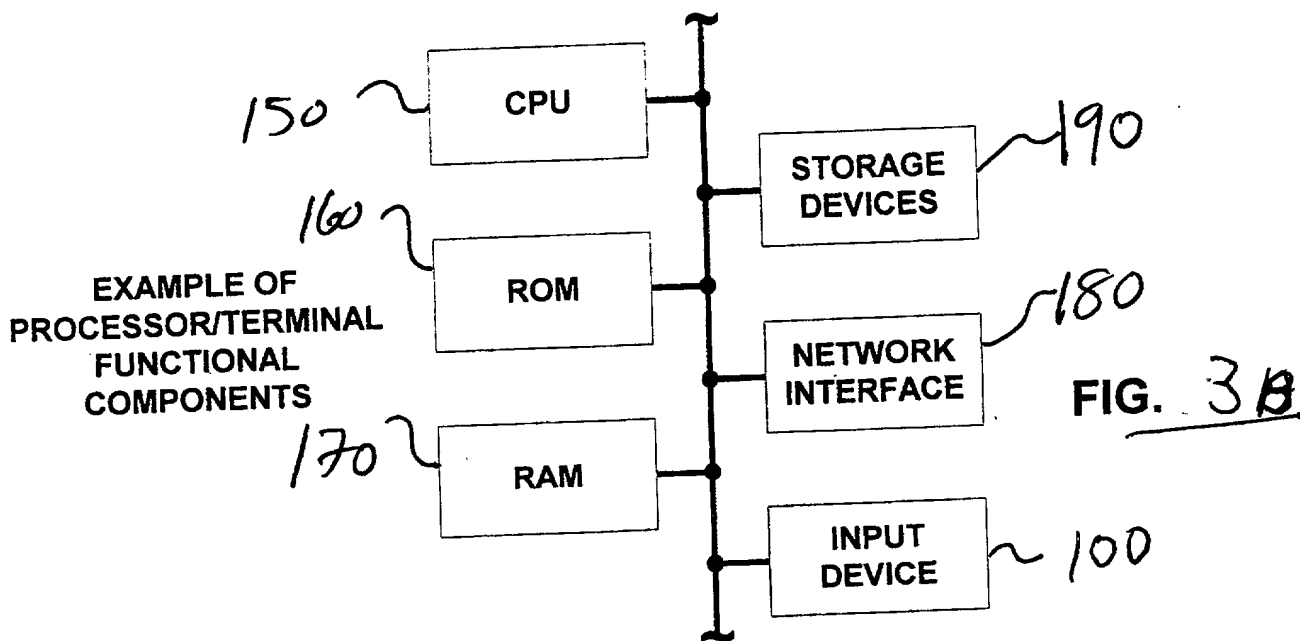 150
CPU
STORAGE
DEVICES
190
160
ROM
EXAMPLE OF
PROCESSOR/TERMINAL
FUNCTIONAL
COMPONENTS
NETWORK
INTERFACE
180
FIG. 3B
170
RAM
INPUT
DEVICE
100